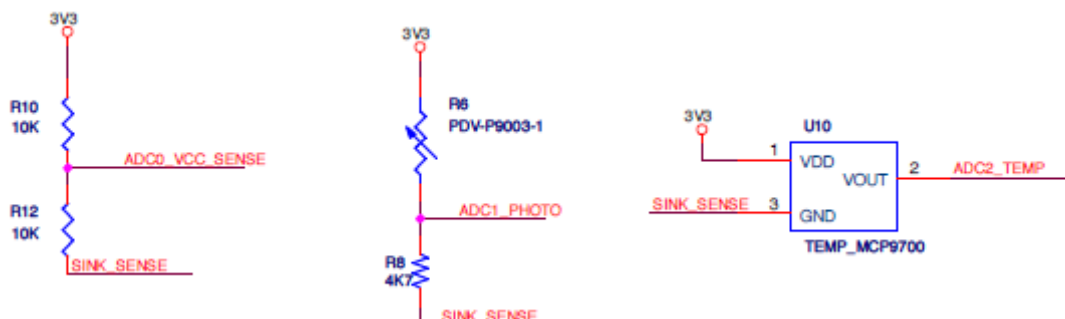 3V3
R10
10K
ADC0_VCC_SENSE
R12
10K
SINK_SENSE
3V3
R6
PDV-P9003-1
ADC1_PHOTO
R8
4K7
SINK_SENSE
3V3
U10
1
VDD
VOUT
2
ADC2_TEMP
SINK_SENSE
3
GND
TEMP_MCP9700